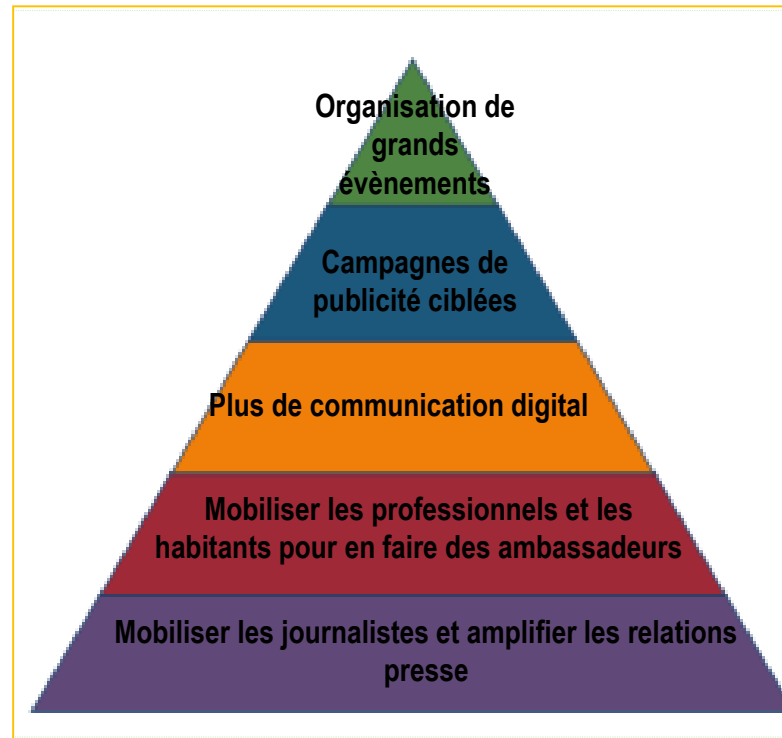 Organisation de
grands
évènements
Campagnes de
publicité ciblées
Plus de communication digital
Mobiliser les professionnels et les
habitants pour en faire des ambassadeurs
Mobiliser les journalistes et amplifier les relations
presse